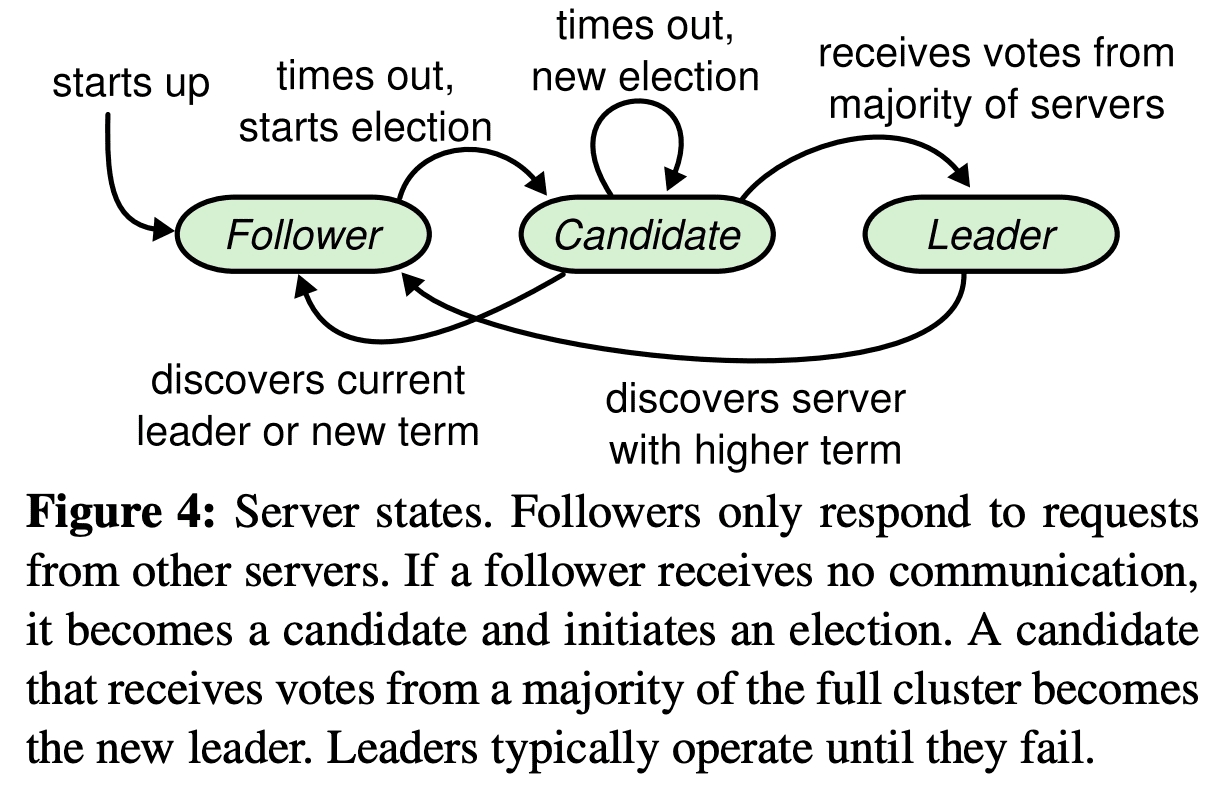 starts up
times out,
starts election
times out,
new election
receives votes from
majority of servers
Follower
Candidate
Leader
discovers current
leader or new term
discovers server
with higher term
Figure 4: Server states. Followers only respond to requests
from other servers. If a follower receives no communication,
it becomes a candidate and initiates an election. A candidate
that receives votes from a majority of the full cluster becomes
the new leader. Leaders typically operate until they fail.